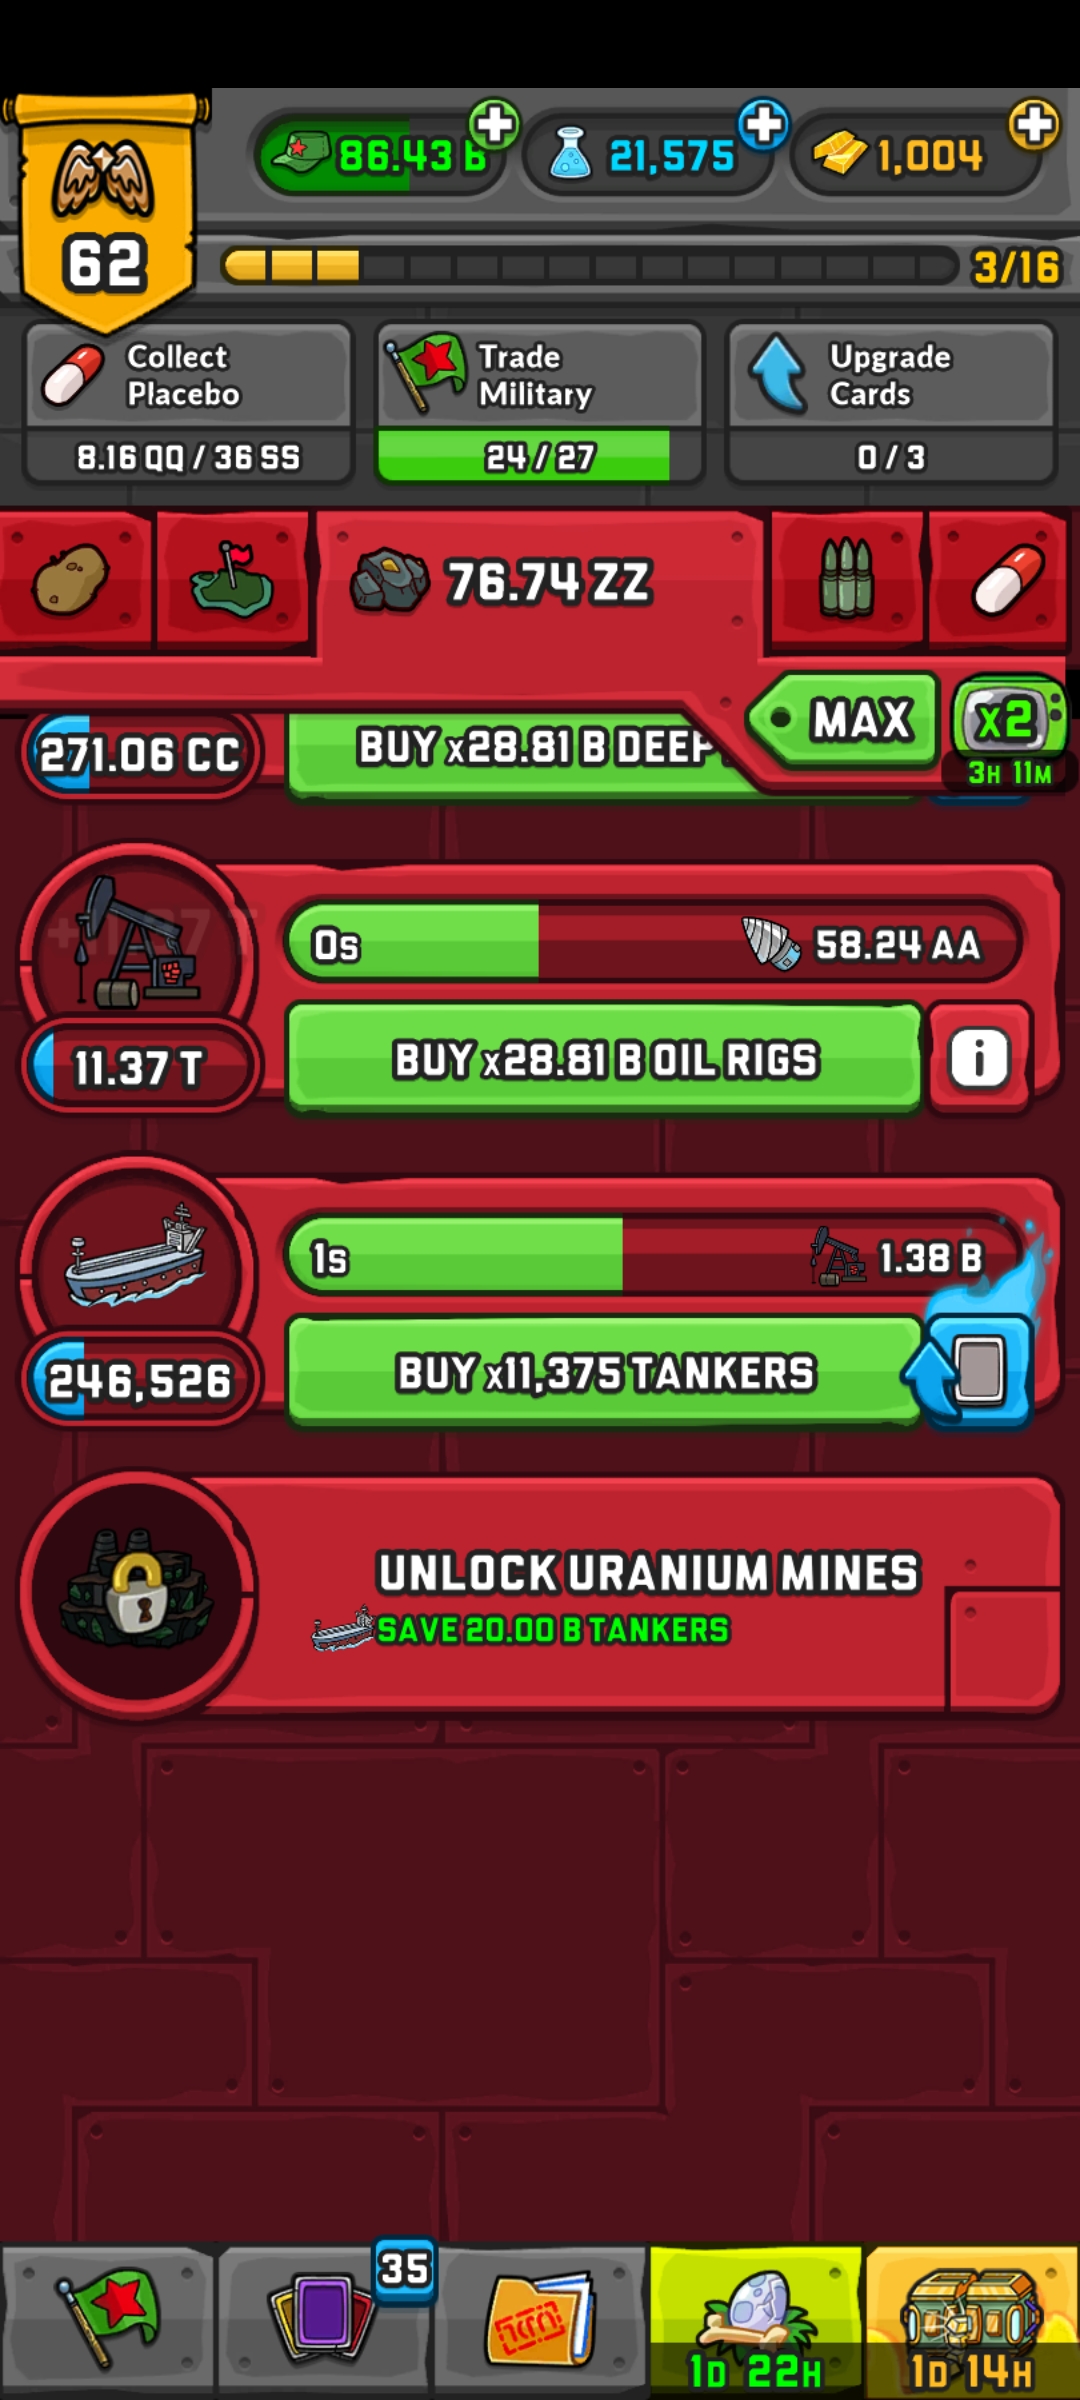 86.43 B
21,575
1,004
62
3/16
Collect
Placebo
8.16 QQ / 36 SS
Trade
Military
24 / 27
Upgrade
Cards
0 / 3
76.74 ZZ
MAX
x2
3H 11M
271.06 CC
BUY x28.81 B DEEP
0s
58.24 AA
11.37 T
BUY x28.81 B OIL RIGS
i
1s
1.38 B
246,526
BUY x11,375 TANKERS
UNLOCK URANIUM MINES
SAVE 20.00 B TANKERS
35
1D 22H
1D 14H